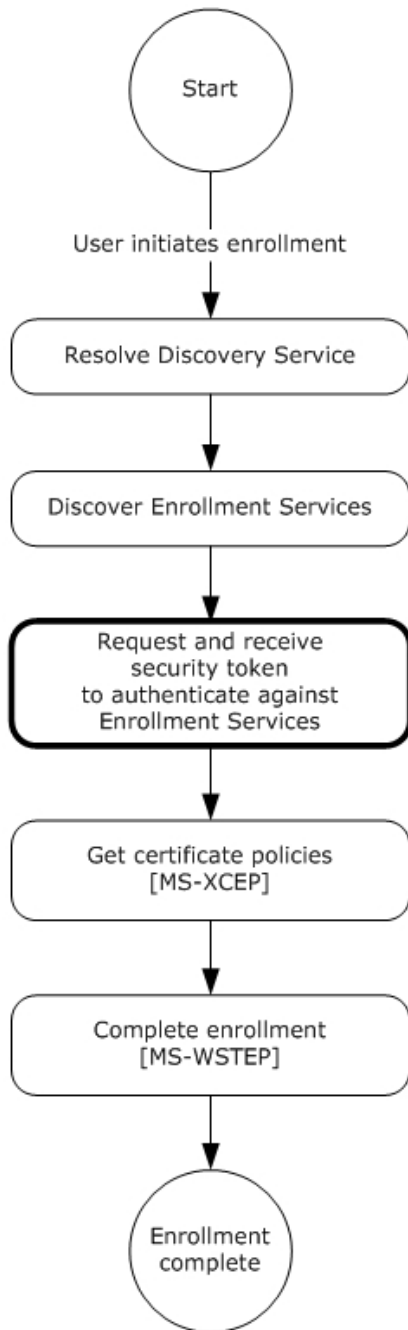 Start
User initiates enrollment
Resolve Discovery Service
Discover Enrollment Services
Request and receive
security token
to authenticate against
Enrollment Services
Get certificate policies
[MS-XCEP]
Complete enrollment
[MS-WSTEP]
Enrollment
complete